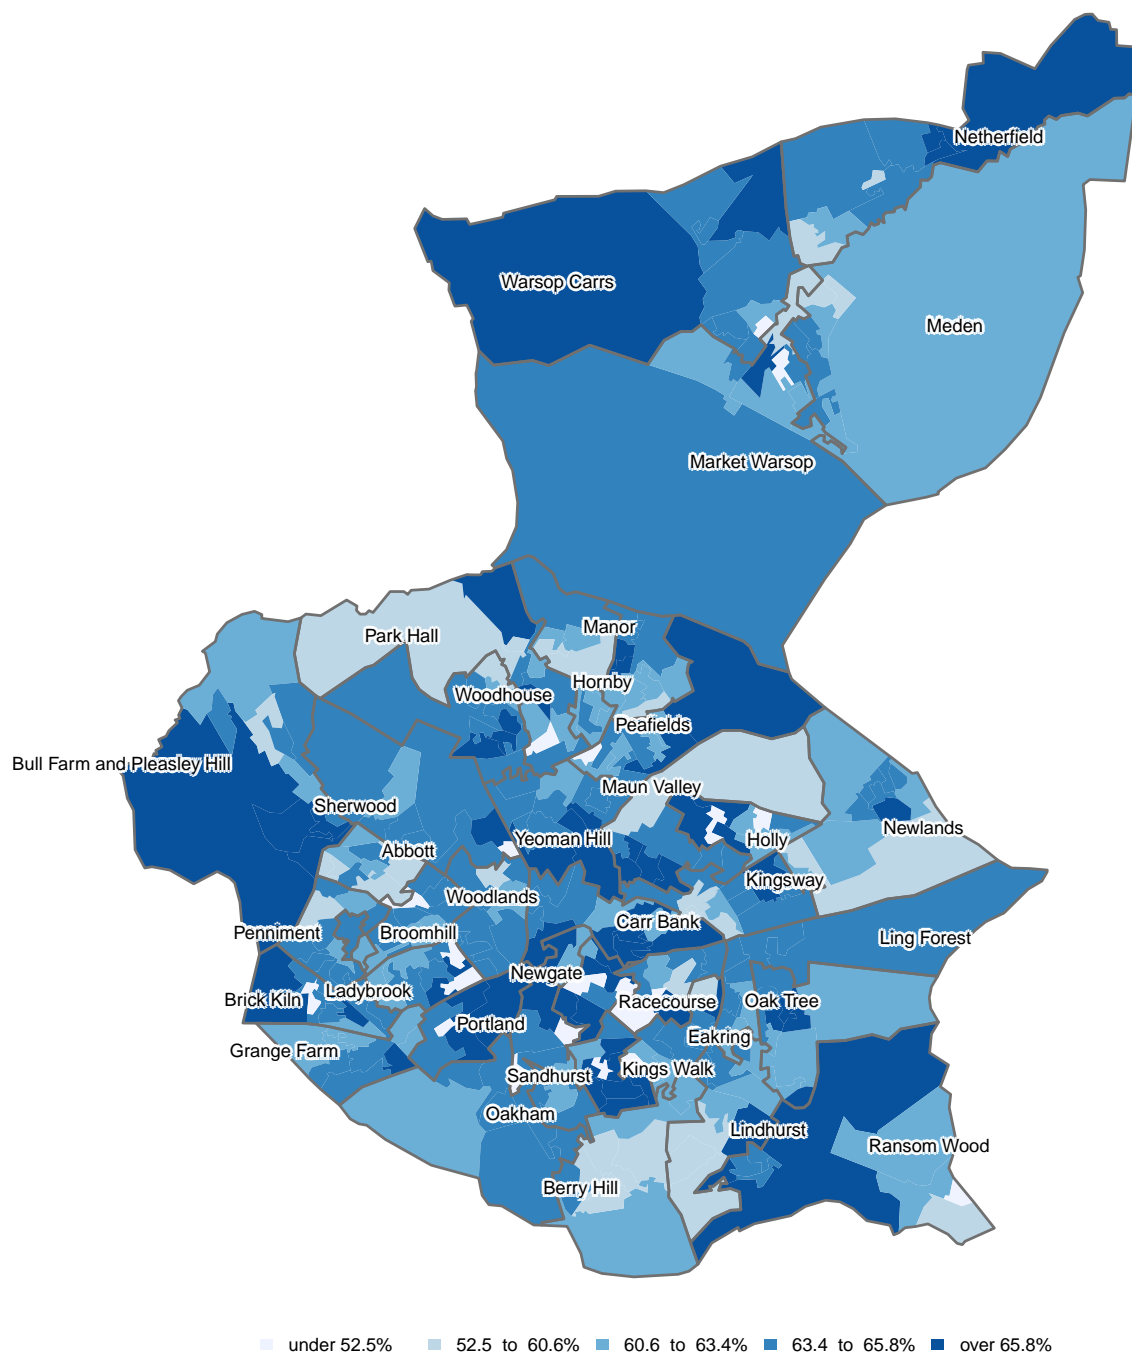 Netherfield
Warsop Carrs
Meden
Market Warsop
Manor
Park Hall
Hornby
Woodhouse
Peafields
Bull Farm and Pleasley Hill
Maun Valley
Sherwood
Newlands
Yeoman Hill
Holly
Abbott
Kingsway
Woodlands
Carr Bank
Penniment
Broomhill
Ling Forest
Newgate
Ladybrook
Brick Kiln
Racecourse
Oak Tree
Portland
Eakring
Grange Farm
Kings Walk
Sandhurst
Oakham
Lindhurst
Ransom Wood
Berry Hill
under 52.5% 52.5 to 60.6% 60.6 to 63.4% 63.4 to 65.8% over 65.8%